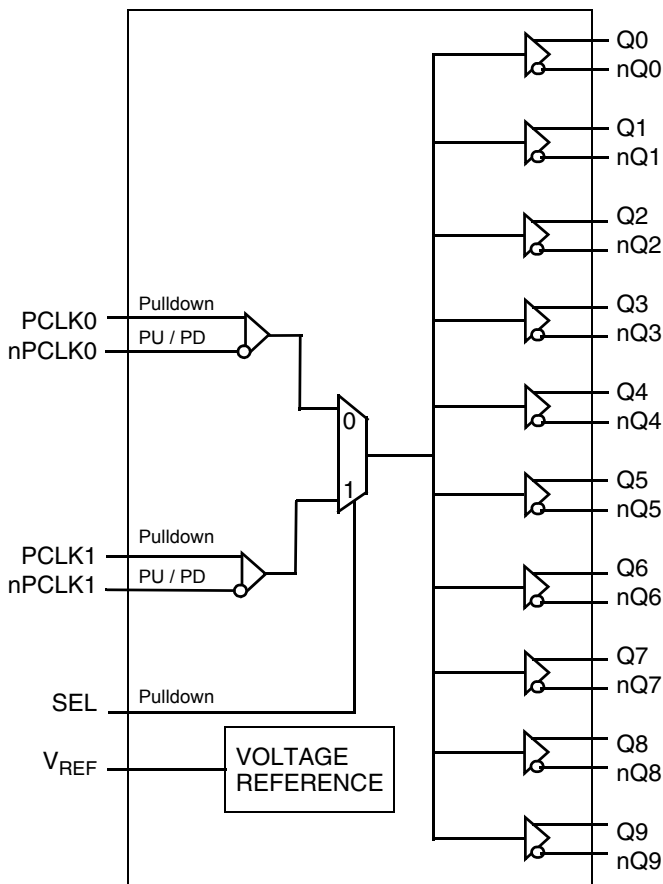 Q0
nQ0
Q1
nQ1
Q2
nQ2
Pulldown
PCLK0
PU / PD
nPCLK0
Q3
nQ3
0
Q4
nQ4
1
Q5
nQ5
Pulldown
PCLK1
PU / PD
nPCLK1
Q6
nQ6
SEL
Pulldown
Q7
nQ7
VREF
VOLTAGE
REFERENCE
Q8
nQ8
Q9
nQ9